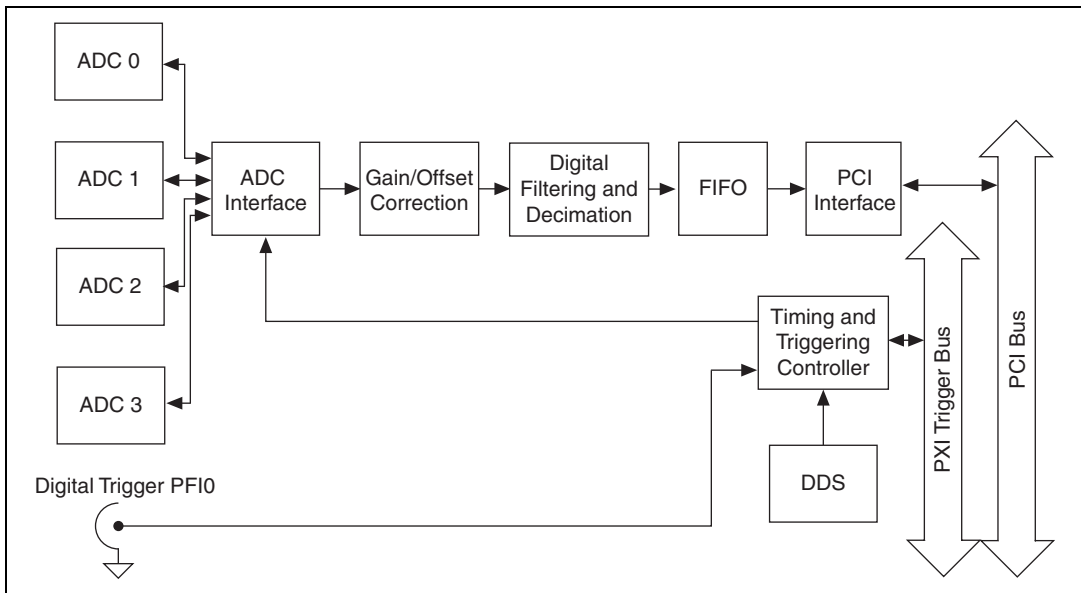 ADC 0
ADC 1
ADC 2
ADC 3
ADC
Interface
Gain/Offset
Correction
Digital
Filtering and
Decimation
FIFO
PCI
Interface
Timing and
Triggering
Controller
DDS
PXI Trigger Bus
PCI Bus
Digital Trigger PFI0